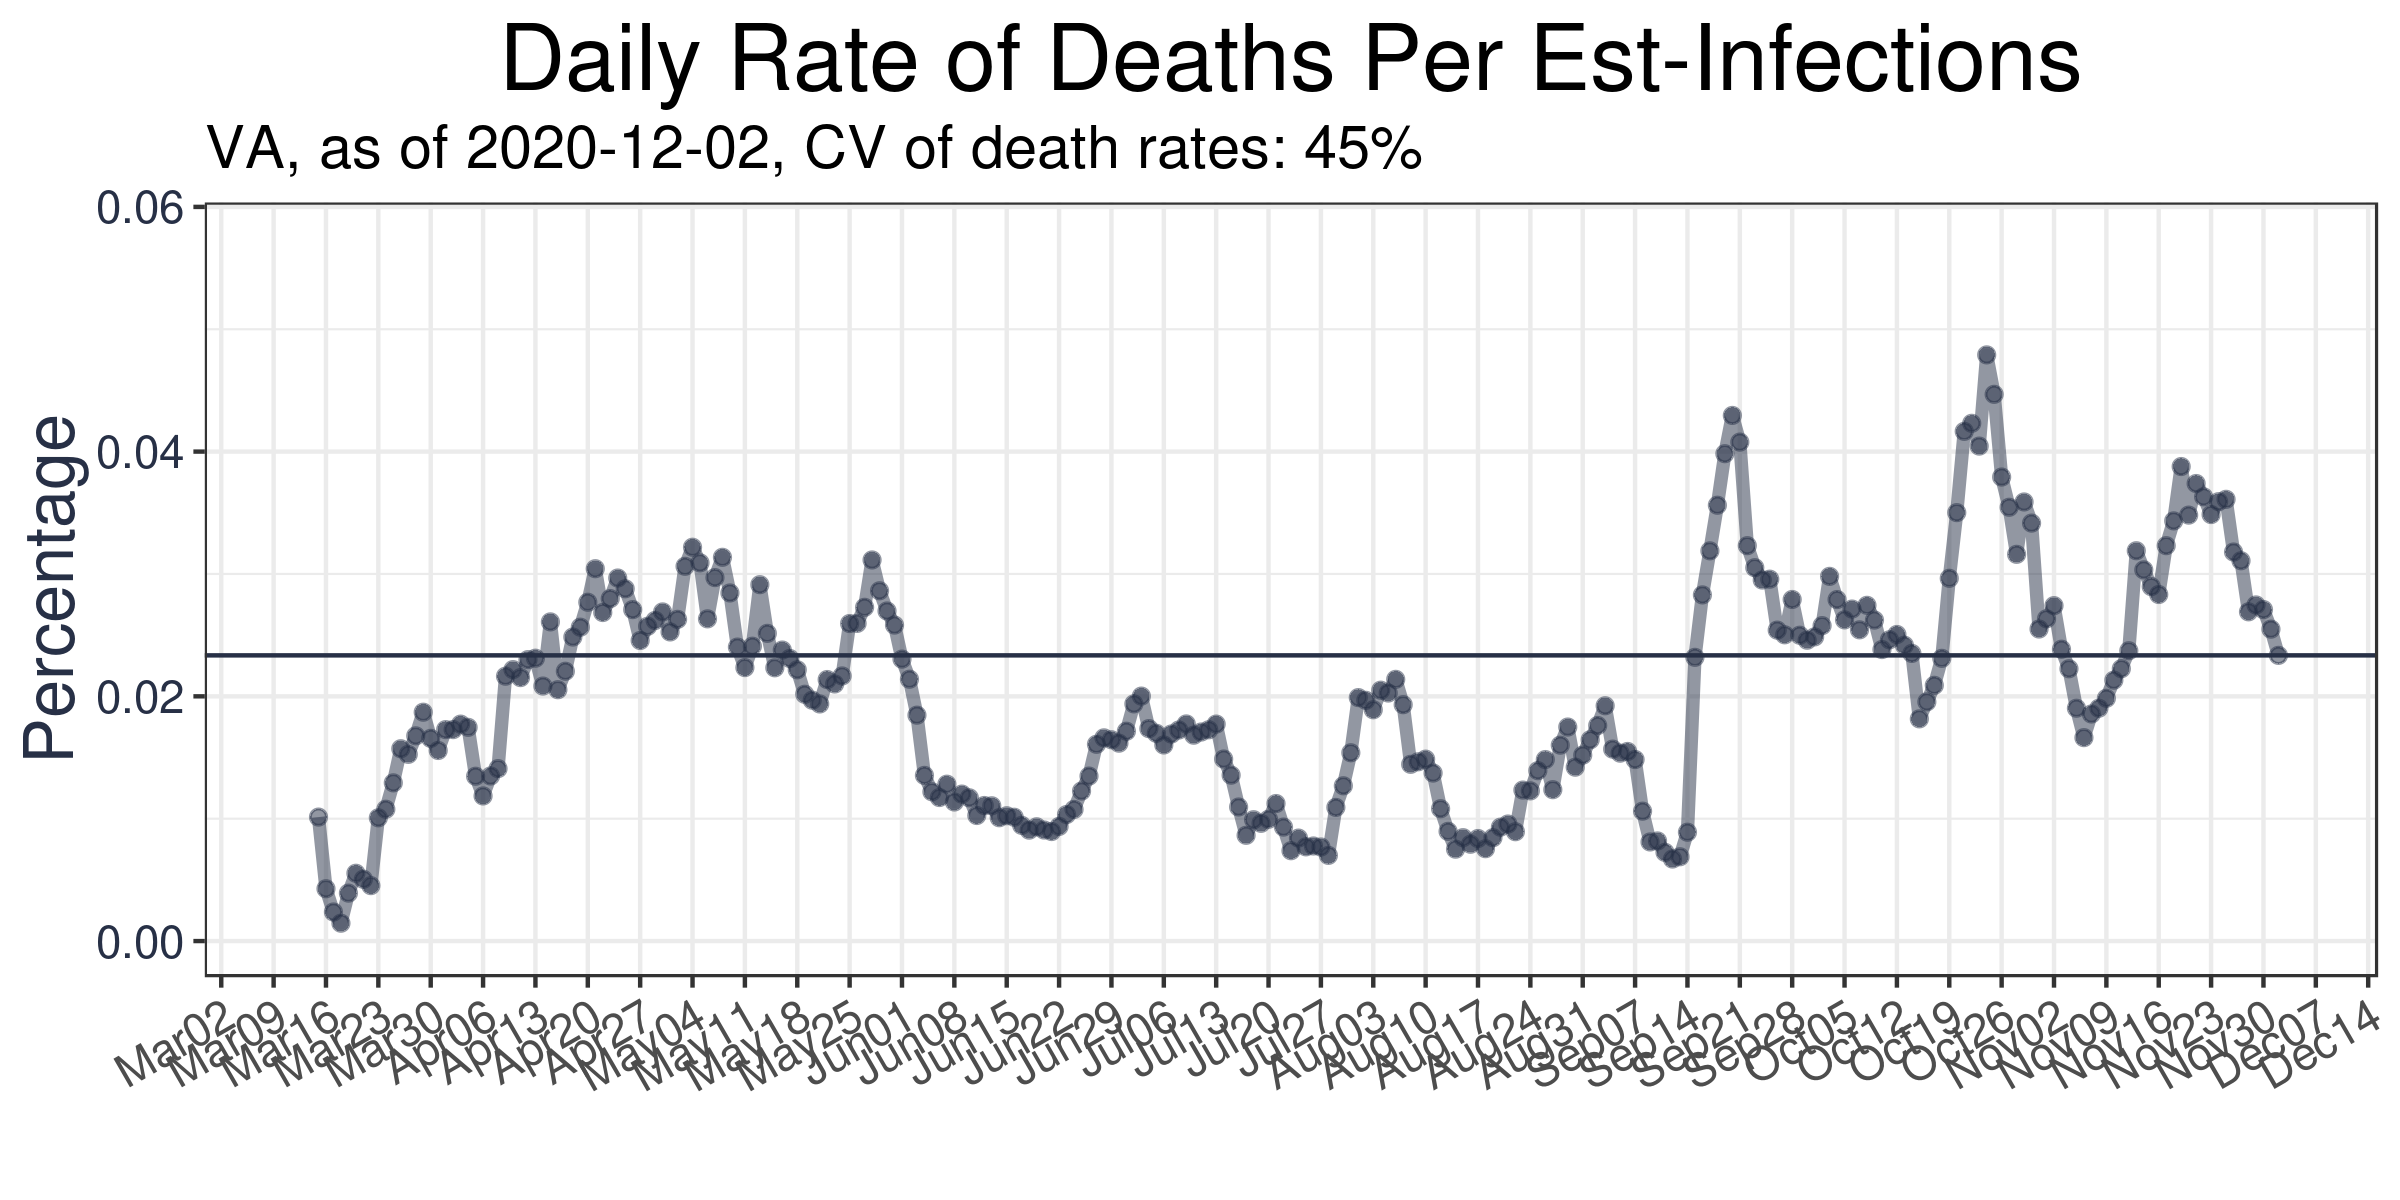 Daily Rate of Deaths Per Est-Infections
VA, as of 2020-12-02, CV of death rates: 45%
Percentage
0.06
0.04
0.02
0.00
Mar02
Mar09
Mar16
Mar23
Mar30
Apr06
Apr13
Apr20
Apr27
May04
May11
May18
May25
Jun01
Jun08
Jun15
Jun22
Jun29
Jul06
Jul13
Jul20
Jul27
Aug03
Aug10
Aug17
Aug24
Aug31
Sep07
Sep14
Sep21
Sep28
Oct05
Oct12
Oct19
Oct26
Nov02
Nov09
Nov16
Nov23
Nov30
Dec07
Dec14